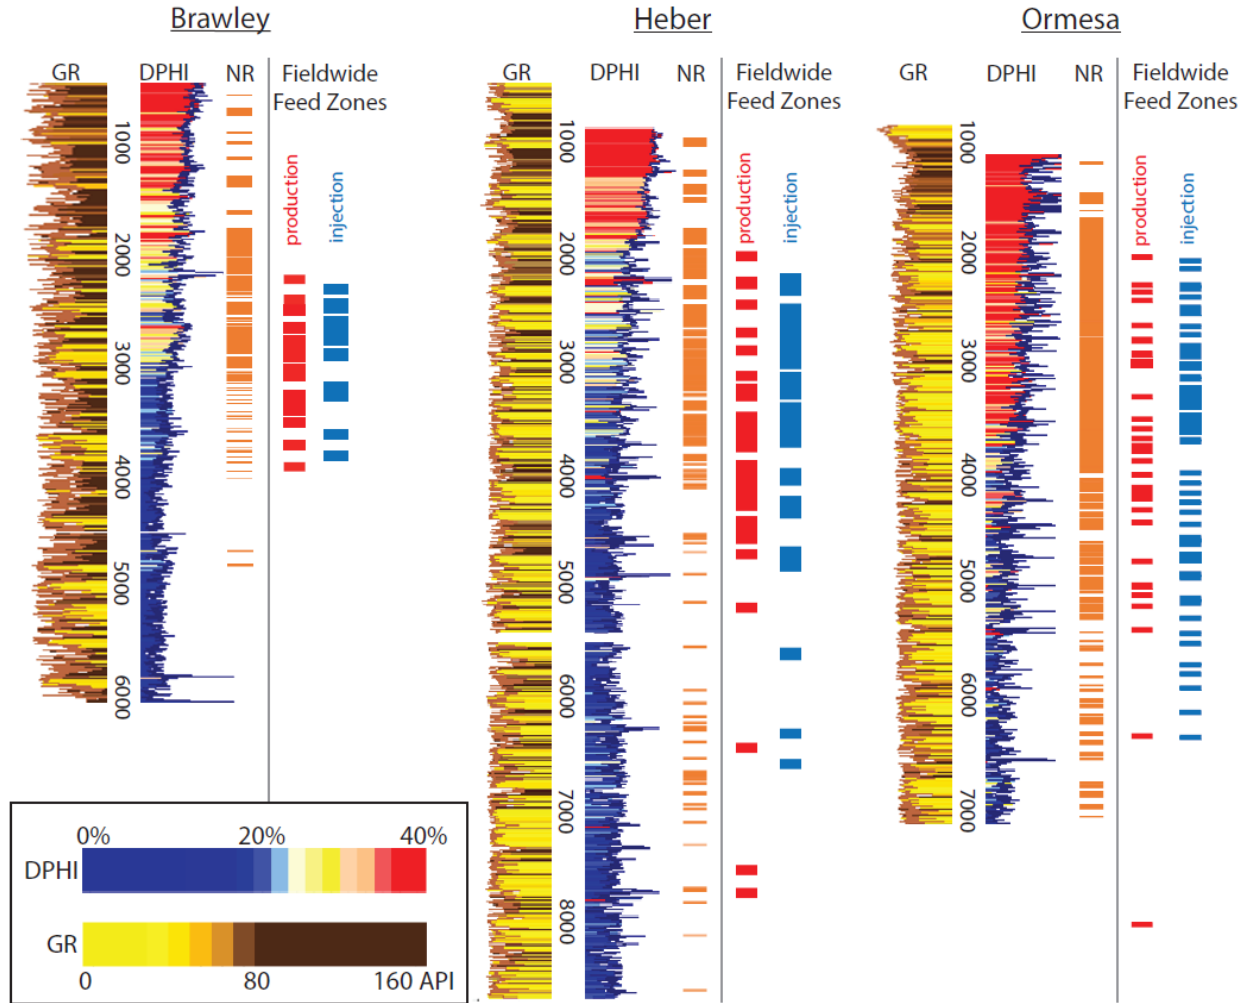 Brawley
GR DPHI NR Fieldwide
Feed Zones
production
injection
1000
2000
3000
4000
5000
6000
Heber
GR DPHI NR Fieldwide
Feed Zones
production
injection
1000
2000
3000
4000
5000
6000
7000
8000
Ormesa
GR DPHI NR Fieldwide
Feed Zones
production
injection
1000
2000
3000
4000
5000
6000
7000
0% 20% 40%
DPHI
GR
0 80 160 API